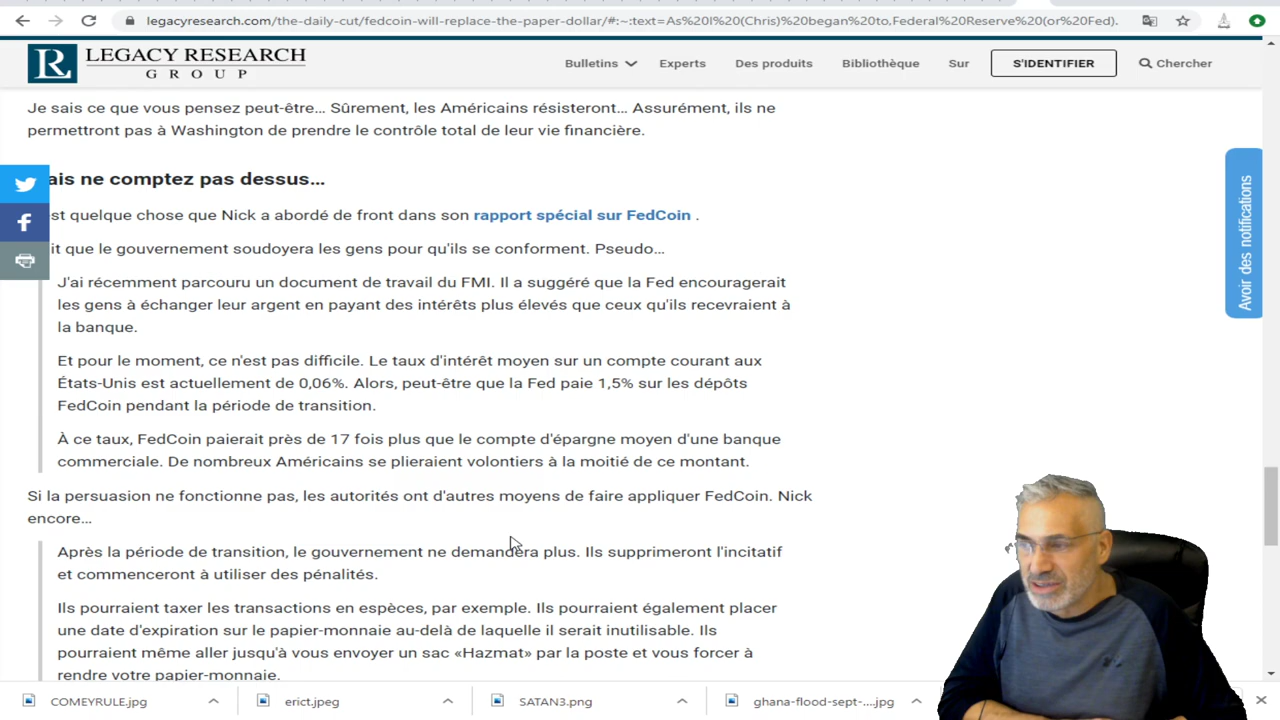 legacyresearch.com/the-daily-cut/fedcoin-will-replace-the-paper-dollar/#:~:text=As%20I%20(Chris)%20began%20to,Federal%20Reserve%20(or%20Fed).
LEGACY RESEARCH
GROUP
Bulletins Experts Des produits Bibliothèque Sur S'IDENTIFIER Chercher
Je sais ce que vous pensez peut-être… Sûrement, les Américains résisteront… Assurément, ils ne
permettront pas à Washington de prendre le contrôle total de leur vie financière.
ais ne comptez pas dessus…
st quelque chose que Nick a abordé de front dans son rapport spécial sur FedCoin .
it que le gouvernement soudoyera les gens pour qu'ils se conforment. Pseudo…
J'ai récemment parcouru un document de travail du FMI. Il a suggéré que la Fed encouragerait
les gens à échanger leur argent en payant des intérêts plus élevés que ceux qu'ils recevraient à
la banque.
Et pour le moment, ce n'est pas difficile. Le taux d'intérêt moyen sur un compte courant aux
États-Unis est actuellement de 0,06%. Alors, peut-être que la Fed paie 1,5% sur les dépôts
FedCoin pendant la période de transition.
À ce taux, FedCoin paierait près de 17 fois plus que le compte d'épargne moyen d'une banque
commerciale. De nombreux Américains se plieraient volontiers à la moitié de ce montant.
Si la persuasion ne fonctionne pas, les autorités ont d'autres moyens de faire appliquer FedCoin. Nick
encore…
Après la période de transition, le gouvernement ne demandera plus. Ils supprimeront l'incitatif
et commenceront à utiliser des pénalités.
Ils pourraient taxer les transactions en espèces, par exemple. Ils pourraient également placer
une date d'expiration sur le papier-monnaie au-delà de laquelle il serait inutilisable. Ils
pourraient même aller jusqu'à vous envoyer un sac «Hazmat» par la poste et vous forcer à
rendre votre papier-monnaie.
Avoir des notifications
COMEYRULE.jpg erict.jpeg SATAN3.png ghana-flood-sept-....jpg